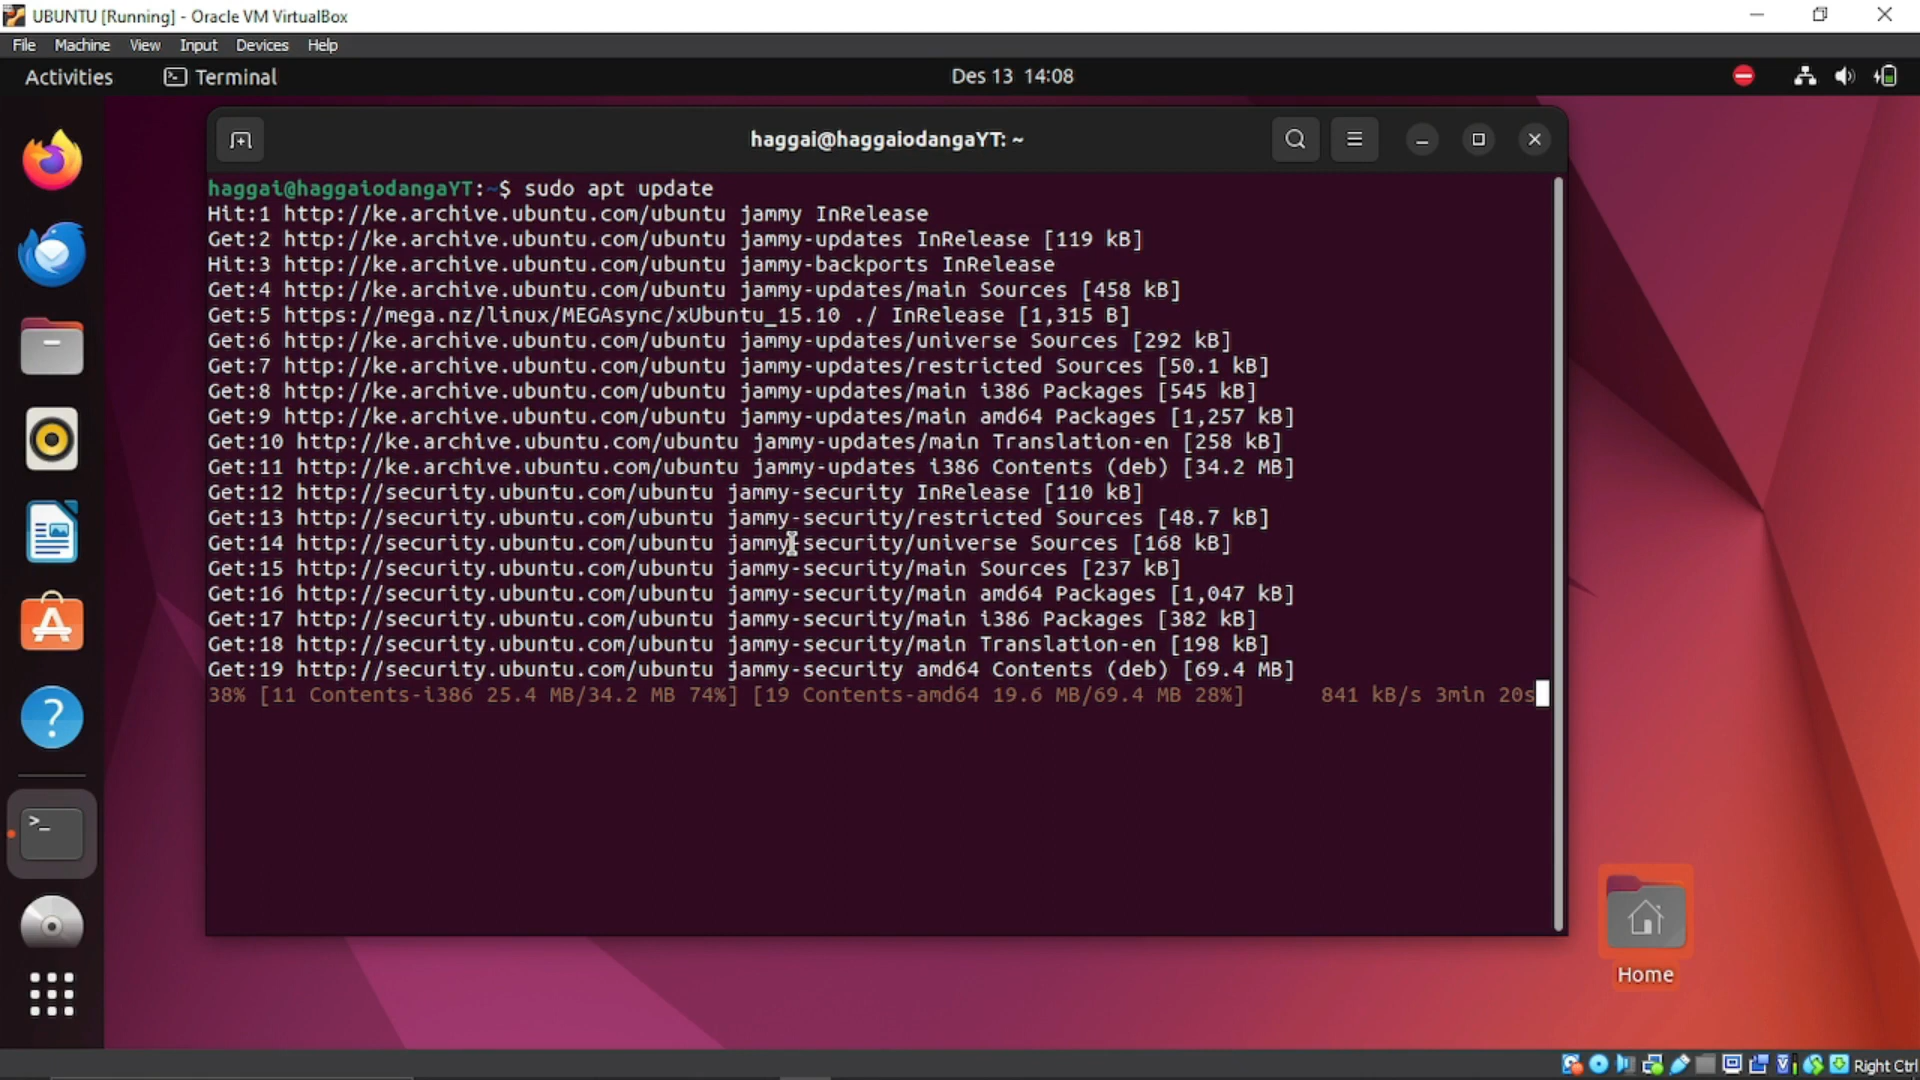 UBUNTU [Running] - Oracle VM VirtualBox
File Machine View Input Devices Help
Activities Terminal Des 13 14:08
haggai@haggaiodangaYT: ~
haggai@haggaiodangaYT:~$ sudo apt update
Hit:1 http://ke.archive.ubuntu.com/ubuntu jammy InRelease
Get:2 http://ke.archive.ubuntu.com/ubuntu jammy-updates InRelease [119 kB]
Hit:3 http://ke.archive.ubuntu.com/ubuntu jammy-backports InRelease
Get:4 http://ke.archive.ubuntu.com/ubuntu jammy-updates/main Sources [458 kB]
Get:5 https://mega.nz/linux/MEGAsync/xUbuntu_15.10 ./ InRelease [1,315 B]
Get:6 http://ke.archive.ubuntu.com/ubuntu jammy-updates/universe Sources [292 kB]
Get:7 http://ke.archive.ubuntu.com/ubuntu jammy-updates/restricted Sources [50.1 kB]
Get:8 http://ke.archive.ubuntu.com/ubuntu jammy-updates/main i386 Packages [545 kB]
Get:9 http://ke.archive.ubuntu.com/ubuntu jammy-updates/main amd64 Packages [1,257 kB]
Get:10 http://ke.archive.ubuntu.com/ubuntu jammy-updates/main Translation-en [258 kB]
Get:11 http://ke.archive.ubuntu.com/ubuntu jammy-updates i386 Contents (deb) [34.2 MB]
Get:12 http://security.ubuntu.com/ubuntu jammy-security InRelease [110 kB]
Get:13 http://security.ubuntu.com/ubuntu jammy-security/restricted Sources [48.7 kB]
Get:14 http://security.ubuntu.com/ubuntu jammy-security/universe Sources [168 kB]
Get:15 http://security.ubuntu.com/ubuntu jammy-security/main Sources [237 kB]
Get:16 http://security.ubuntu.com/ubuntu jammy-security/main amd64 Packages [1,047 kB]
Get:17 http://security.ubuntu.com/ubuntu jammy-security/main i386 Packages [382 kB]
Get:18 http://security.ubuntu.com/ubuntu jammy-security/main Translation-en [198 kB]
Get:19 http://security.ubuntu.com/ubuntu jammy-security amd64 Contents (deb) [69.4 MB]
38% [11 Contents-i386 25.4 MB/34.2 MB 74%] [19 Contents-amd64 19.6 MB/69.4 MB 28%] 841 kB/s 3min 20s
Home
Right Ctrl